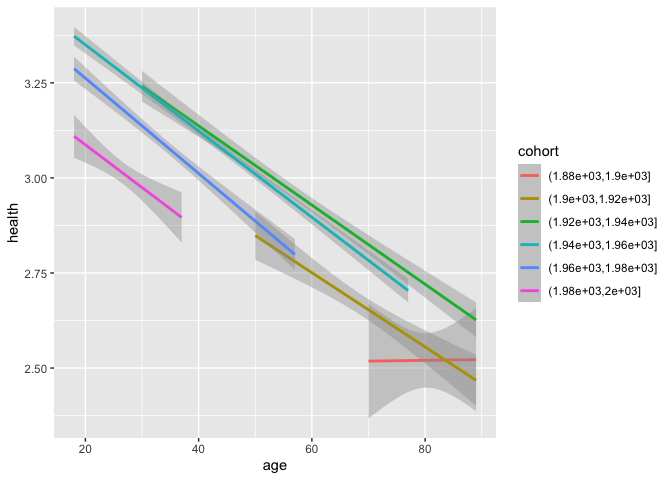 3.25
3.00
2.75
2.50
health
20
40
60
80
age
cohort
(1.88e+03,1.9e+03]
(1.9e+03,1.92e+03]
(1.92e+03,1.94e+03]
(1.94e+03,1.96e+03]
(1.96e+03,1.98e+03]
(1.98e+03,2e+03]